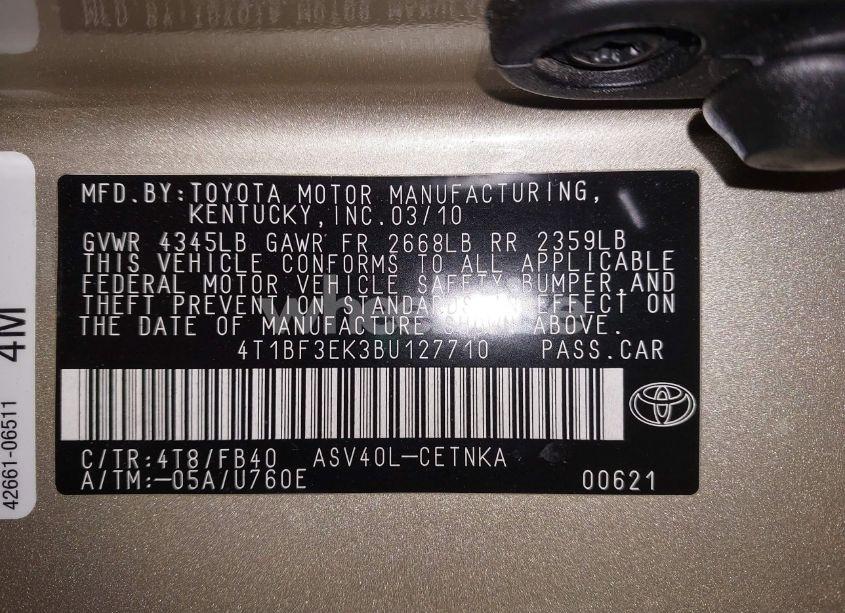 MFD.BY:TOYOTA MOTOR MANUFACTURING,
KENTUCKY,INC.03/10
GVWR 4345LB GAWR FR 2668LB RR 2359LB
THIS VEHICLE CONFORMS TO ALL APPLICABLE
FEDERAL MOTOR VEHICLE SAFETY,BUMPER,AND
THEFT PREVENTION STANDARDS IN EFFECT ON
THE DATE OF MANUFACTURE SHOWN ABOVE.
4T1BF3EK3BU127710 PASS.CAR
C/TR:4T8/FB40 ASV40L-CETNKA
A/TM:-05A/U760E
00621
4M
42661-06511